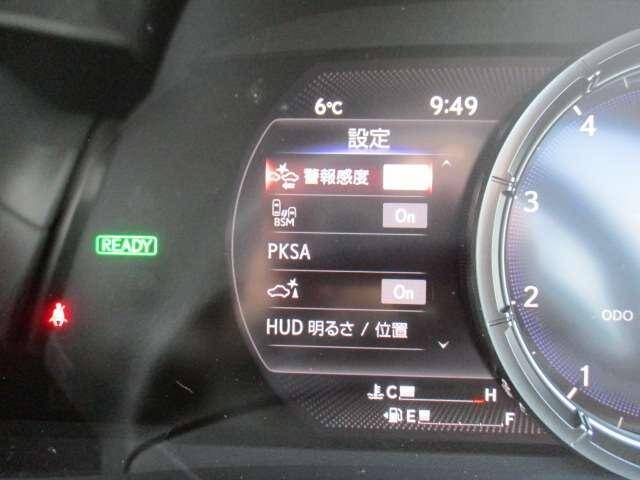 6℃ 9:49
設定
警報感度
BSM On
PKSA
On
HUD 明るさ / 位置
READY
C H
E F
4
3
2
1
ODO